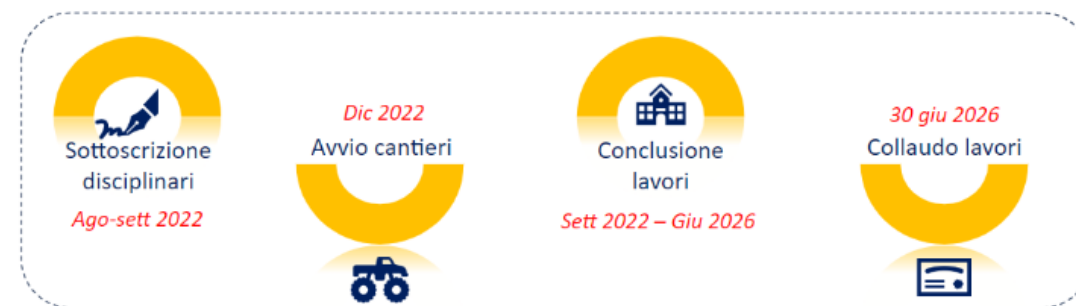 Sottoscrizione
disciplinari
Ago-sett 2022
Dic 2022
Avvio cantieri
Conclusione
lavori
Sett 2022 – Giu 2026
30 giu 2026
Collaudo lavori